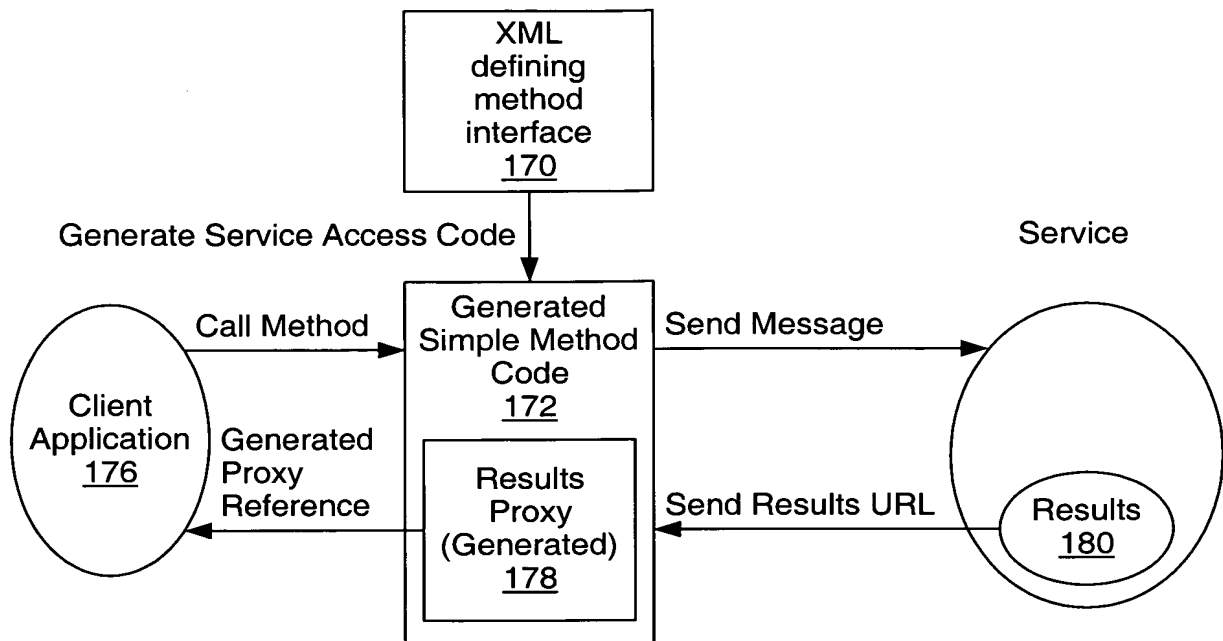 XML
defining
method
interface
170
Generate Service Access Code
Service
Call Method
Generated
Simple Method
Code
172
Send Message
Client
Application
176
Generated
Proxy
Reference
Results
Proxy
(Generated)
178
Send Results URL
Results
180